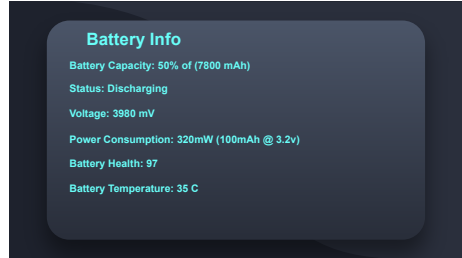 Battery Info
Battery Capacity: 50% of (7800 mAh)
Status: Discharging
Voltage: 3980 mV
Power Consumption: 320mW (100mAh @ 3.2v)
Battery Health: 97
Battery Temperature: 35 C